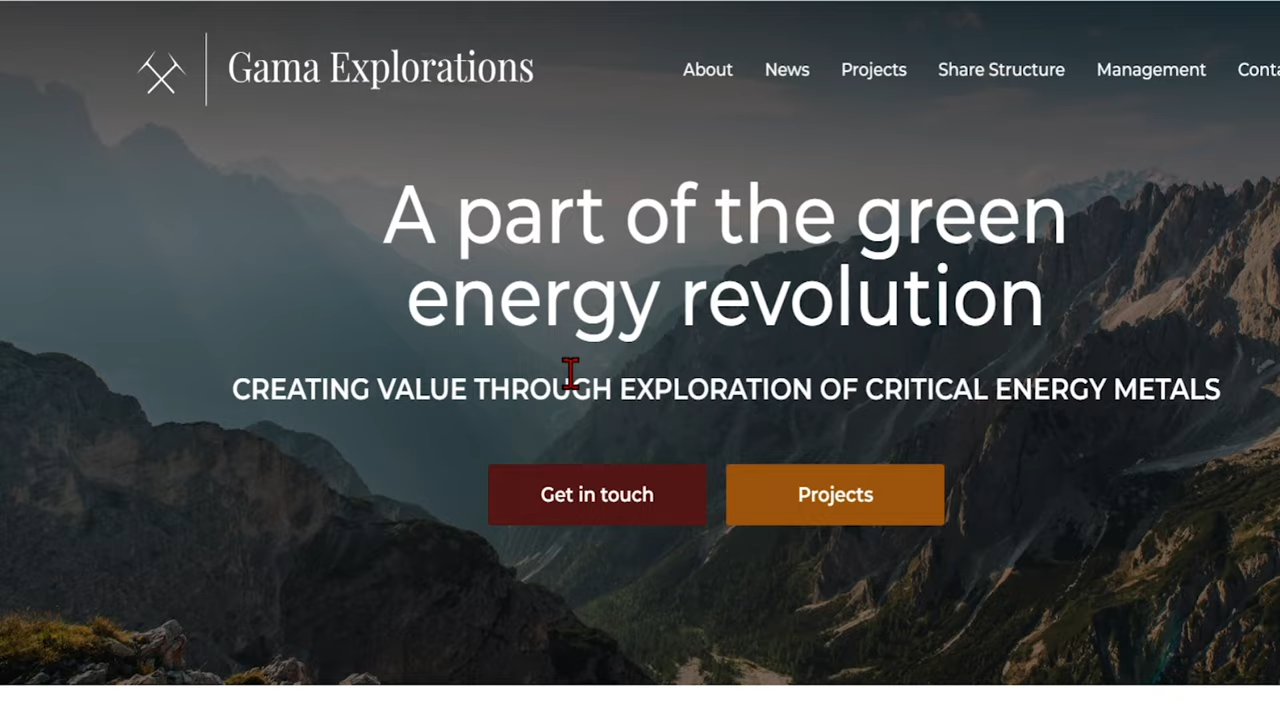 Gama Explorations
About News Projects Share Structure Management
A part of the green
energy revolution
CREATING VALUE THROUGH EXPLORATION OF CRITICAL ENERGY METALS
Get in touch Projects